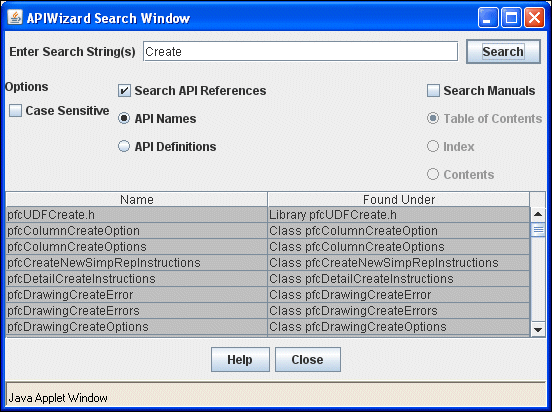 APIWizard Search Window
Enter Search String(s) Create Search
Options Search API References Search Manuals
Case Sensitive API Names Table of Contents
API Definitions Index
Contents
Name Found Under
pfcUDFCreate.h Library pfcUDFCreate.h
pfcColumnCreateOption Class pfcColumnCreateOption
pfcColumnCreateOptions Class pfcColumnCreateOptions
pfcCreateNewSimpRepInstructions Class pfcCreateNewSimpRepInstructions
pfcDetailCreateInstructions Class pfcDetailCreateInstructions
pfcDrawingCreateError Class pfcDrawingCreateError
pfcDrawingCreateErrors Class pfcDrawingCreateErrors
pfcDrawingCreateOptions Class pfcDrawingCreateOptions
Help Close
Java Applet Window